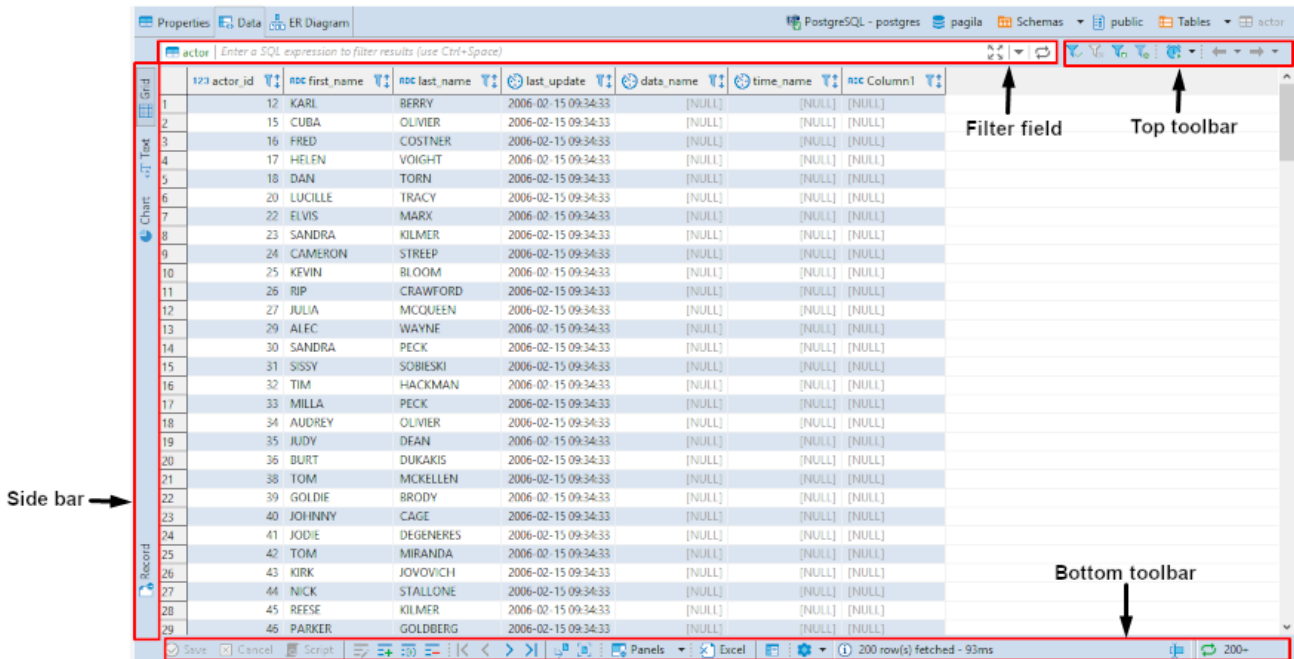 Properties Data ER Diagram PostgreSQL - postgres pagila Schemas public Tables actor
actor Enter a SQL expression to filter results (use Ctrl+Space)
123 actor_id ABC first_name ABC last_name last_update data_name time_name ABC Column1
Grid
Text
Chart
Record
Filter field
Top toolbar
Side bar
Bottom toolbar
1 12 KARL BERRY 2006-02-15 09:34:33 [NULL] [NULL] [NULL]
2 15 CUBA OLIVIER 2006-02-15 09:34:33 [NULL] [NULL] [NULL]
3 16 FRED COSTNER 2006-02-15 09:34:33 [NULL] [NULL] [NULL]
4 17 HELEN VOIGHT 2006-02-15 09:34:33 [NULL] [NULL] [NULL]
5 18 DAN TORN 2006-02-15 09:34:33 [NULL] [NULL] [NULL]
6 20 LUCILLE TRACY 2006-02-15 09:34:33 [NULL] [NULL] [NULL]
7 22 ELVIS MARX 2006-02-15 09:34:33 [NULL] [NULL] [NULL]
8 23 SANDRA KILMER 2006-02-15 09:34:33 [NULL] [NULL] [NULL]
9 24 CAMERON STREEP 2006-02-15 09:34:33 [NULL] [NULL] [NULL]
10 25 KEVIN BLOOM 2006-02-15 09:34:33 [NULL] [NULL] [NULL]
11 26 RIP CRAWFORD 2006-02-15 09:34:33 [NULL] [NULL] [NULL]
12 27 JULIA MCQUEEN 2006-02-15 09:34:33 [NULL] [NULL] [NULL]
13 29 ALEC WAYNE 2006-02-15 09:34:33 [NULL] [NULL] [NULL]
14 30 SANDRA PECK 2006-02-15 09:34:33 [NULL] [NULL] [NULL]
15 31 SISSY SOBIESKI 2006-02-15 09:34:33 [NULL] [NULL] [NULL]
16 32 TIM HACKMAN 2006-02-15 09:34:33 [NULL] [NULL] [NULL]
17 33 MILLA PECK 2006-02-15 09:34:33 [NULL] [NULL] [NULL]
18 34 AUDREY OLIVIER 2006-02-15 09:34:33 [NULL] [NULL] [NULL]
19 35 JUDY DEAN 2006-02-15 09:34:33 [NULL] [NULL] [NULL]
20 36 BURT DUKAKIS 2006-02-15 09:34:33 [NULL] [NULL] [NULL]
21 38 TOM MCKELLEN 2006-02-15 09:34:33 [NULL] [NULL] [NULL]
22 39 GOLDIE BRODY 2006-02-15 09:34:33 [NULL] [NULL] [NULL]
23 40 JOHNNY CAGE 2006-02-15 09:34:33 [NULL] [NULL] [NULL]
24 41 JODIE DEGENERES 2006-02-15 09:34:33 [NULL] [NULL] [NULL]
25 42 TOM MIRANDA 2006-02-15 09:34:33 [NULL] [NULL] [NULL]
26 43 KIRK JOVOVICH 2006-02-15 09:34:33 [NULL] [NULL] [NULL]
27 44 NICK STALLONE 2006-02-15 09:34:33 [NULL] [NULL] [NULL]
28 45 REESE KILMER 2006-02-15 09:34:33 [NULL] [NULL] [NULL]
29 46 PARKER GOLDBERG 2006-02-15 09:34:33 [NULL] [NULL] [NULL]
Save Cancel Script Panels Excel 200 row(s) fetched - 93ms 200+